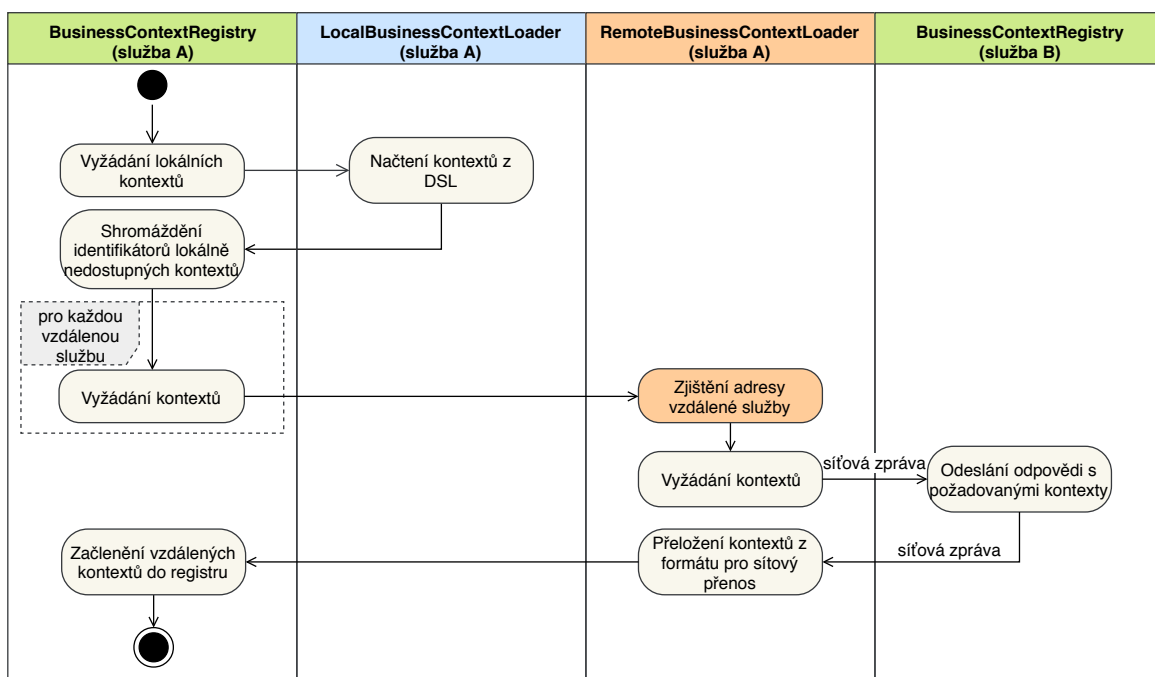 BusinessContextRegistry
(služba A)
LocalBusinessContextLoader
(služba A)
RemoteBusinessContextLoader
(služba A)
BusinessContextRegistry
(služba B)
Vyžádání lokálních
kontextů
Načtení kontextů z
DSL
Shromáždění
identifikátorů lokálně
nedostupných kontextů
pro každou
vzdálenou
službu
Vyžádání kontextů
Zjištění adresy
vzdálené služby
Vyžádání kontextů
síťová zpráva
Odeslání odpovědi s
požadovanými kontexty
síťová zpráva
Přeložení kontextů z
formátu pro sítový
přenos
Začlenění vzdálených
kontextů do registru